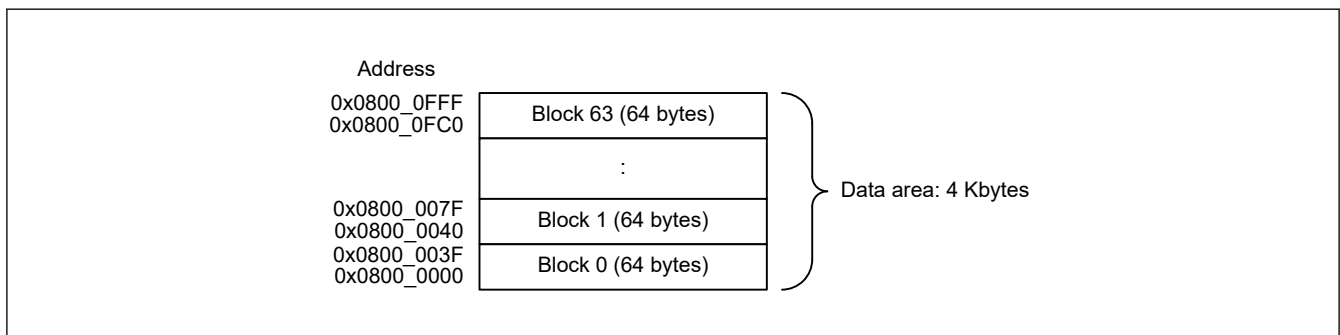 Address
0x0800_0FFF
0x0800_0FC0
Block 63 (64 bytes)
:
Data area: 4 Kbytes
0x0800_007F
0x0800_0040
Block 1 (64 bytes)
0x0800_003F
0x0800_0000
Block 0 (64 bytes)